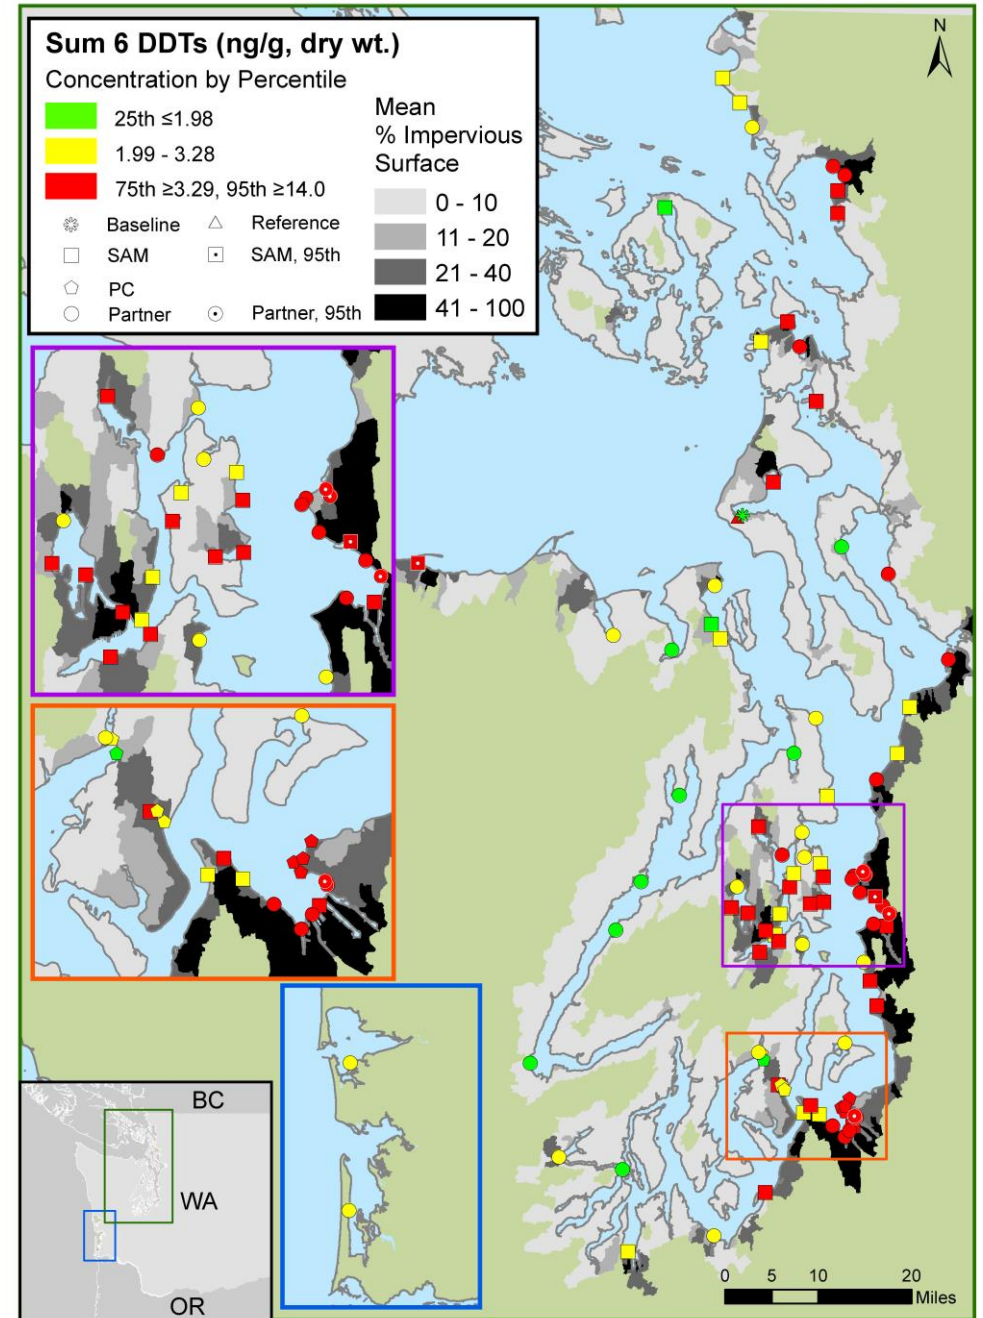 Sum 6 DDTs (ng/g, dry wt.)
Concentration by Percentile
25th ≤1.98
1.99 - 3.28
75th ≥3.29, 95th ≥14.0
Baseline
Reference
SAM
SAM, 95th
PC
Partner
Partner, 95th
Mean
% Impervious
Surface
0 - 10
11 - 20
21 - 40
41 - 100
N
BC
WA
OR
0 5 10 20
Miles